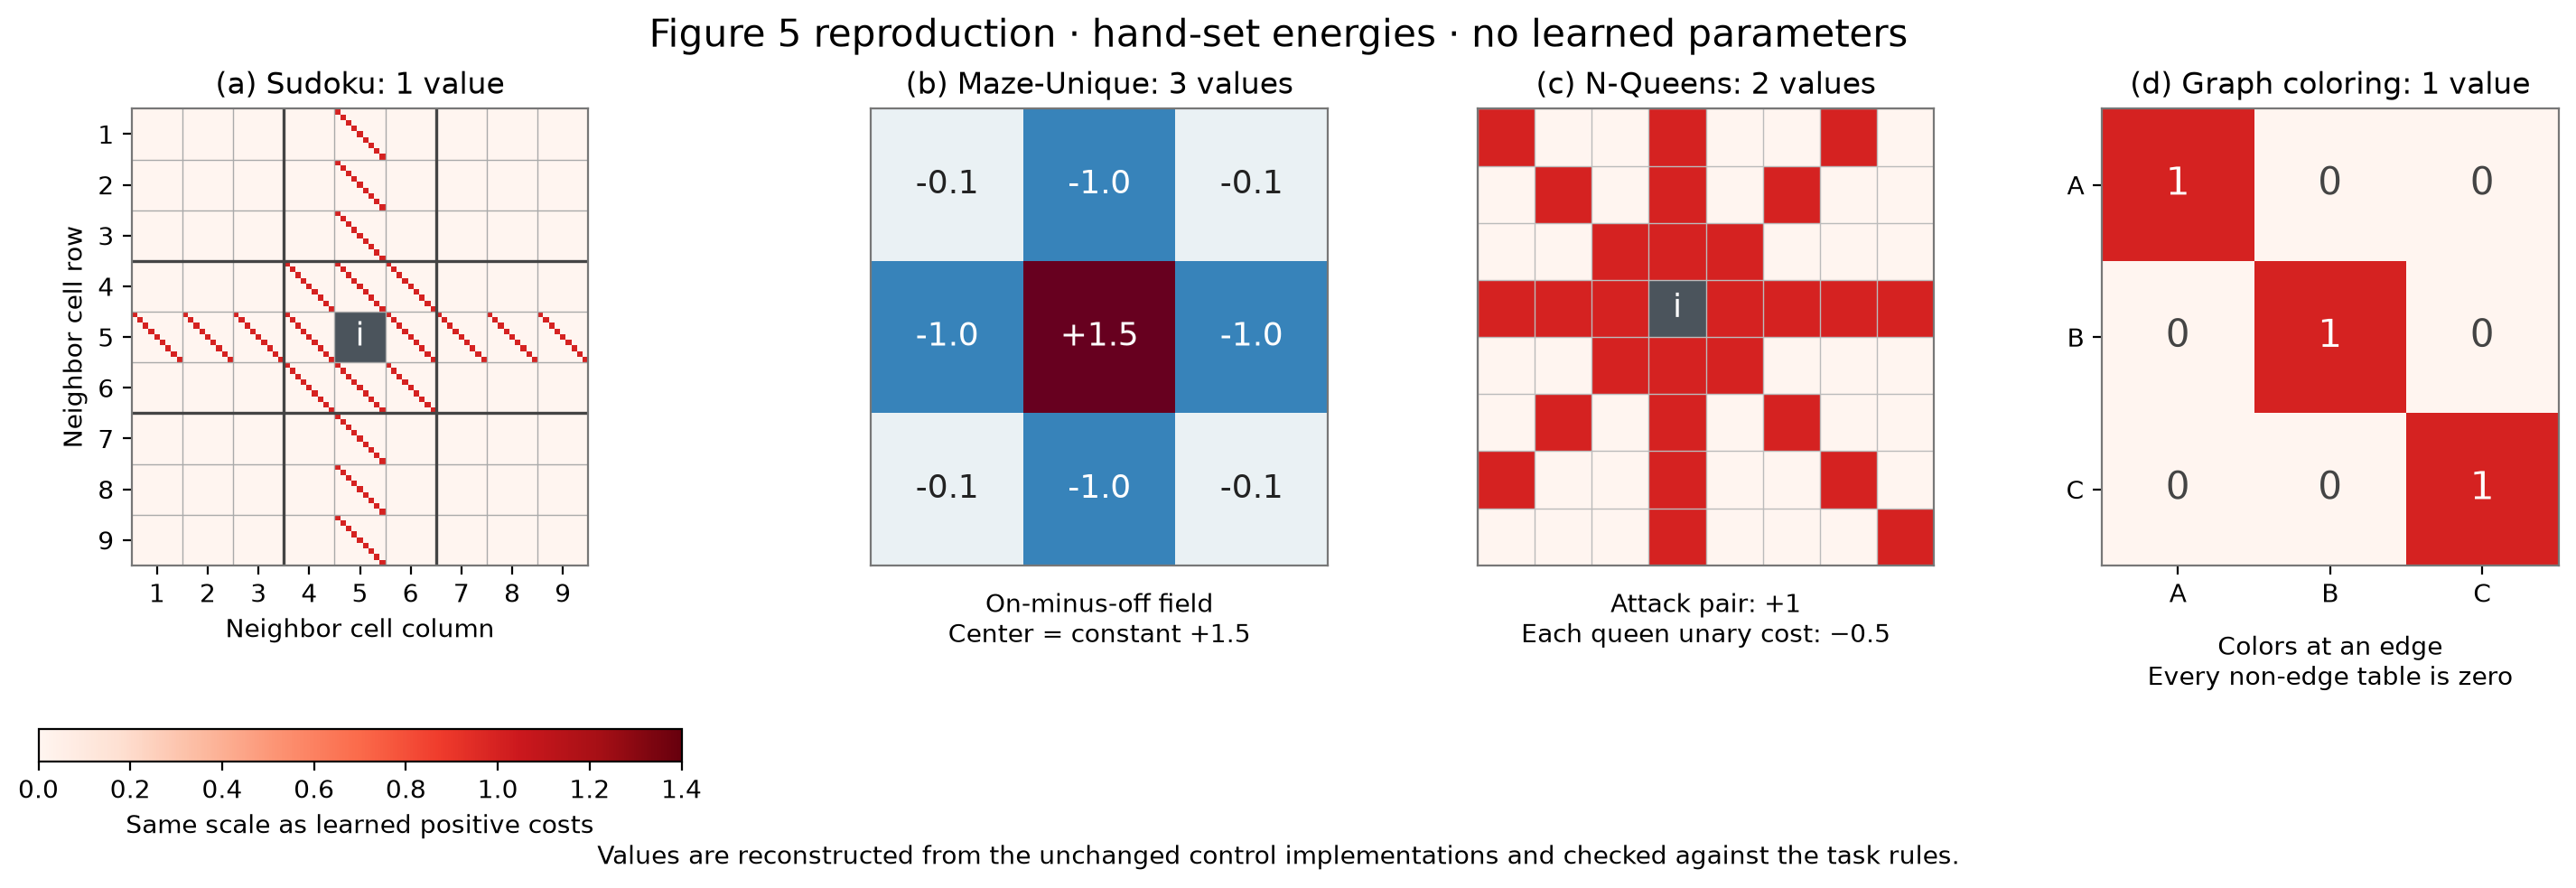 Figure 5 reproduction · hand-set energies · no learned parameters
(a) Sudoku: 1 value
1
2
3
4
5
6
7
8
9
Neighbor cell row
i
1 2 3 4 5 6 7 8 9
Neighbor cell column
(b) Maze-Unique: 3 values
-0.1 -1.0 -0.1
-1.0 +1.5 -1.0
-0.1 -1.0 -0.1
On-minus-off field
Center = constant +1.5
(c) N-Queens: 2 values
i
Attack pair: +1
Each queen unary cost: −0.5
(d) Graph coloring: 1 value
A 1 0 0
B 0 1 0
C 0 0 1
A B C
Colors at an edge
Every non-edge table is zero
0.0 0.2 0.4 0.6 0.8 1.0 1.2 1.4
Same scale as learned positive costs
Values are reconstructed from the unchanged control implementations and checked against the task rules.